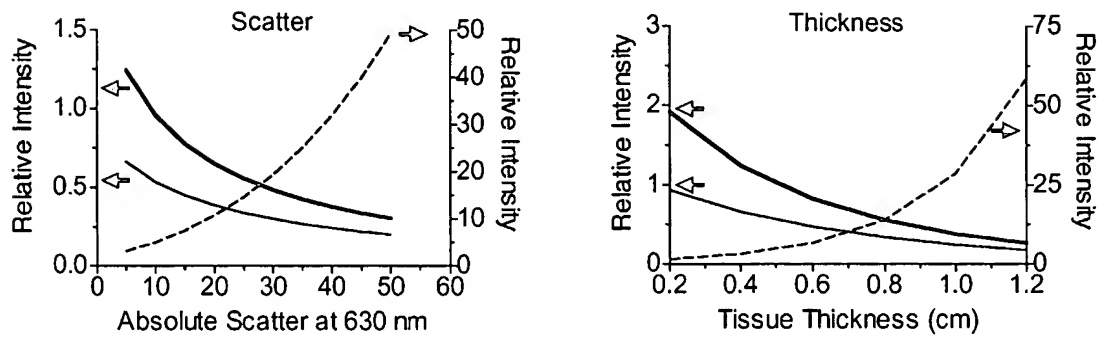 Scatter
Relative Intensity
1.5
1.0
0.5
0.0
50
40
30
20
10
0
Relative Intensity
0 10 20 30 40 50 60
Absolute Scatter at 630 nm
Thickness
Relative Intensity
3
2
1
0
75
50
25
0
Relative Intensity
0.2 0.4 0.6 0.8 1.0 1.2
Tissue Thickness (cm)